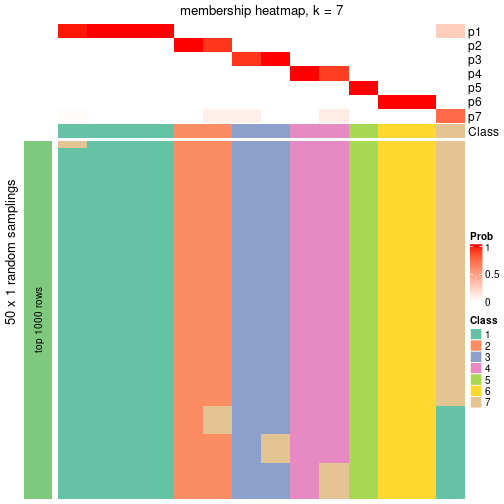 membership heatmap, k = 7
p1
p2
p3
p4
p5
p6
p7
Class
50 x 1 random samplings
top 1000 rows
Prob
1
0.5
0
Class
1
2
3
4
5
6
7